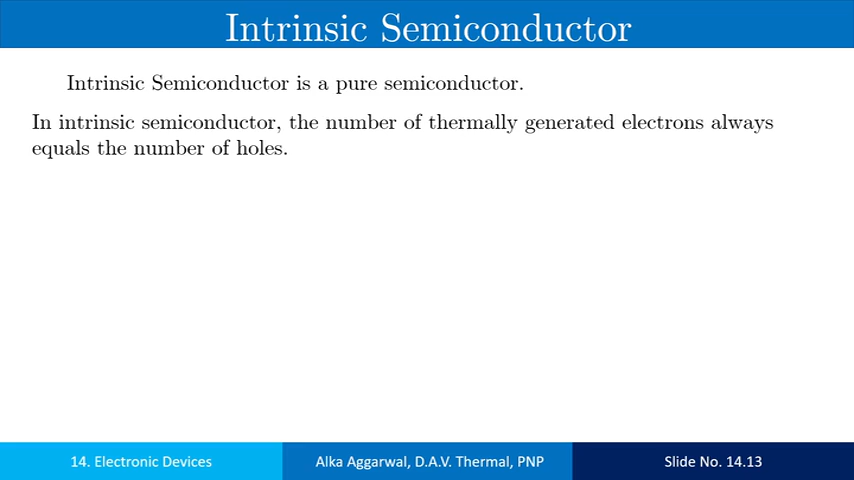 Intrinsic Semiconductor
Intrinsic Semiconductor is a pure semiconductor.
In intrinsic semiconductor, the number of thermally generated electrons always
equals the number of holes.
14. Electronic Devices
Alka Aggarwal, D.A.V. Thermal, PNP
Slide No. 14.13